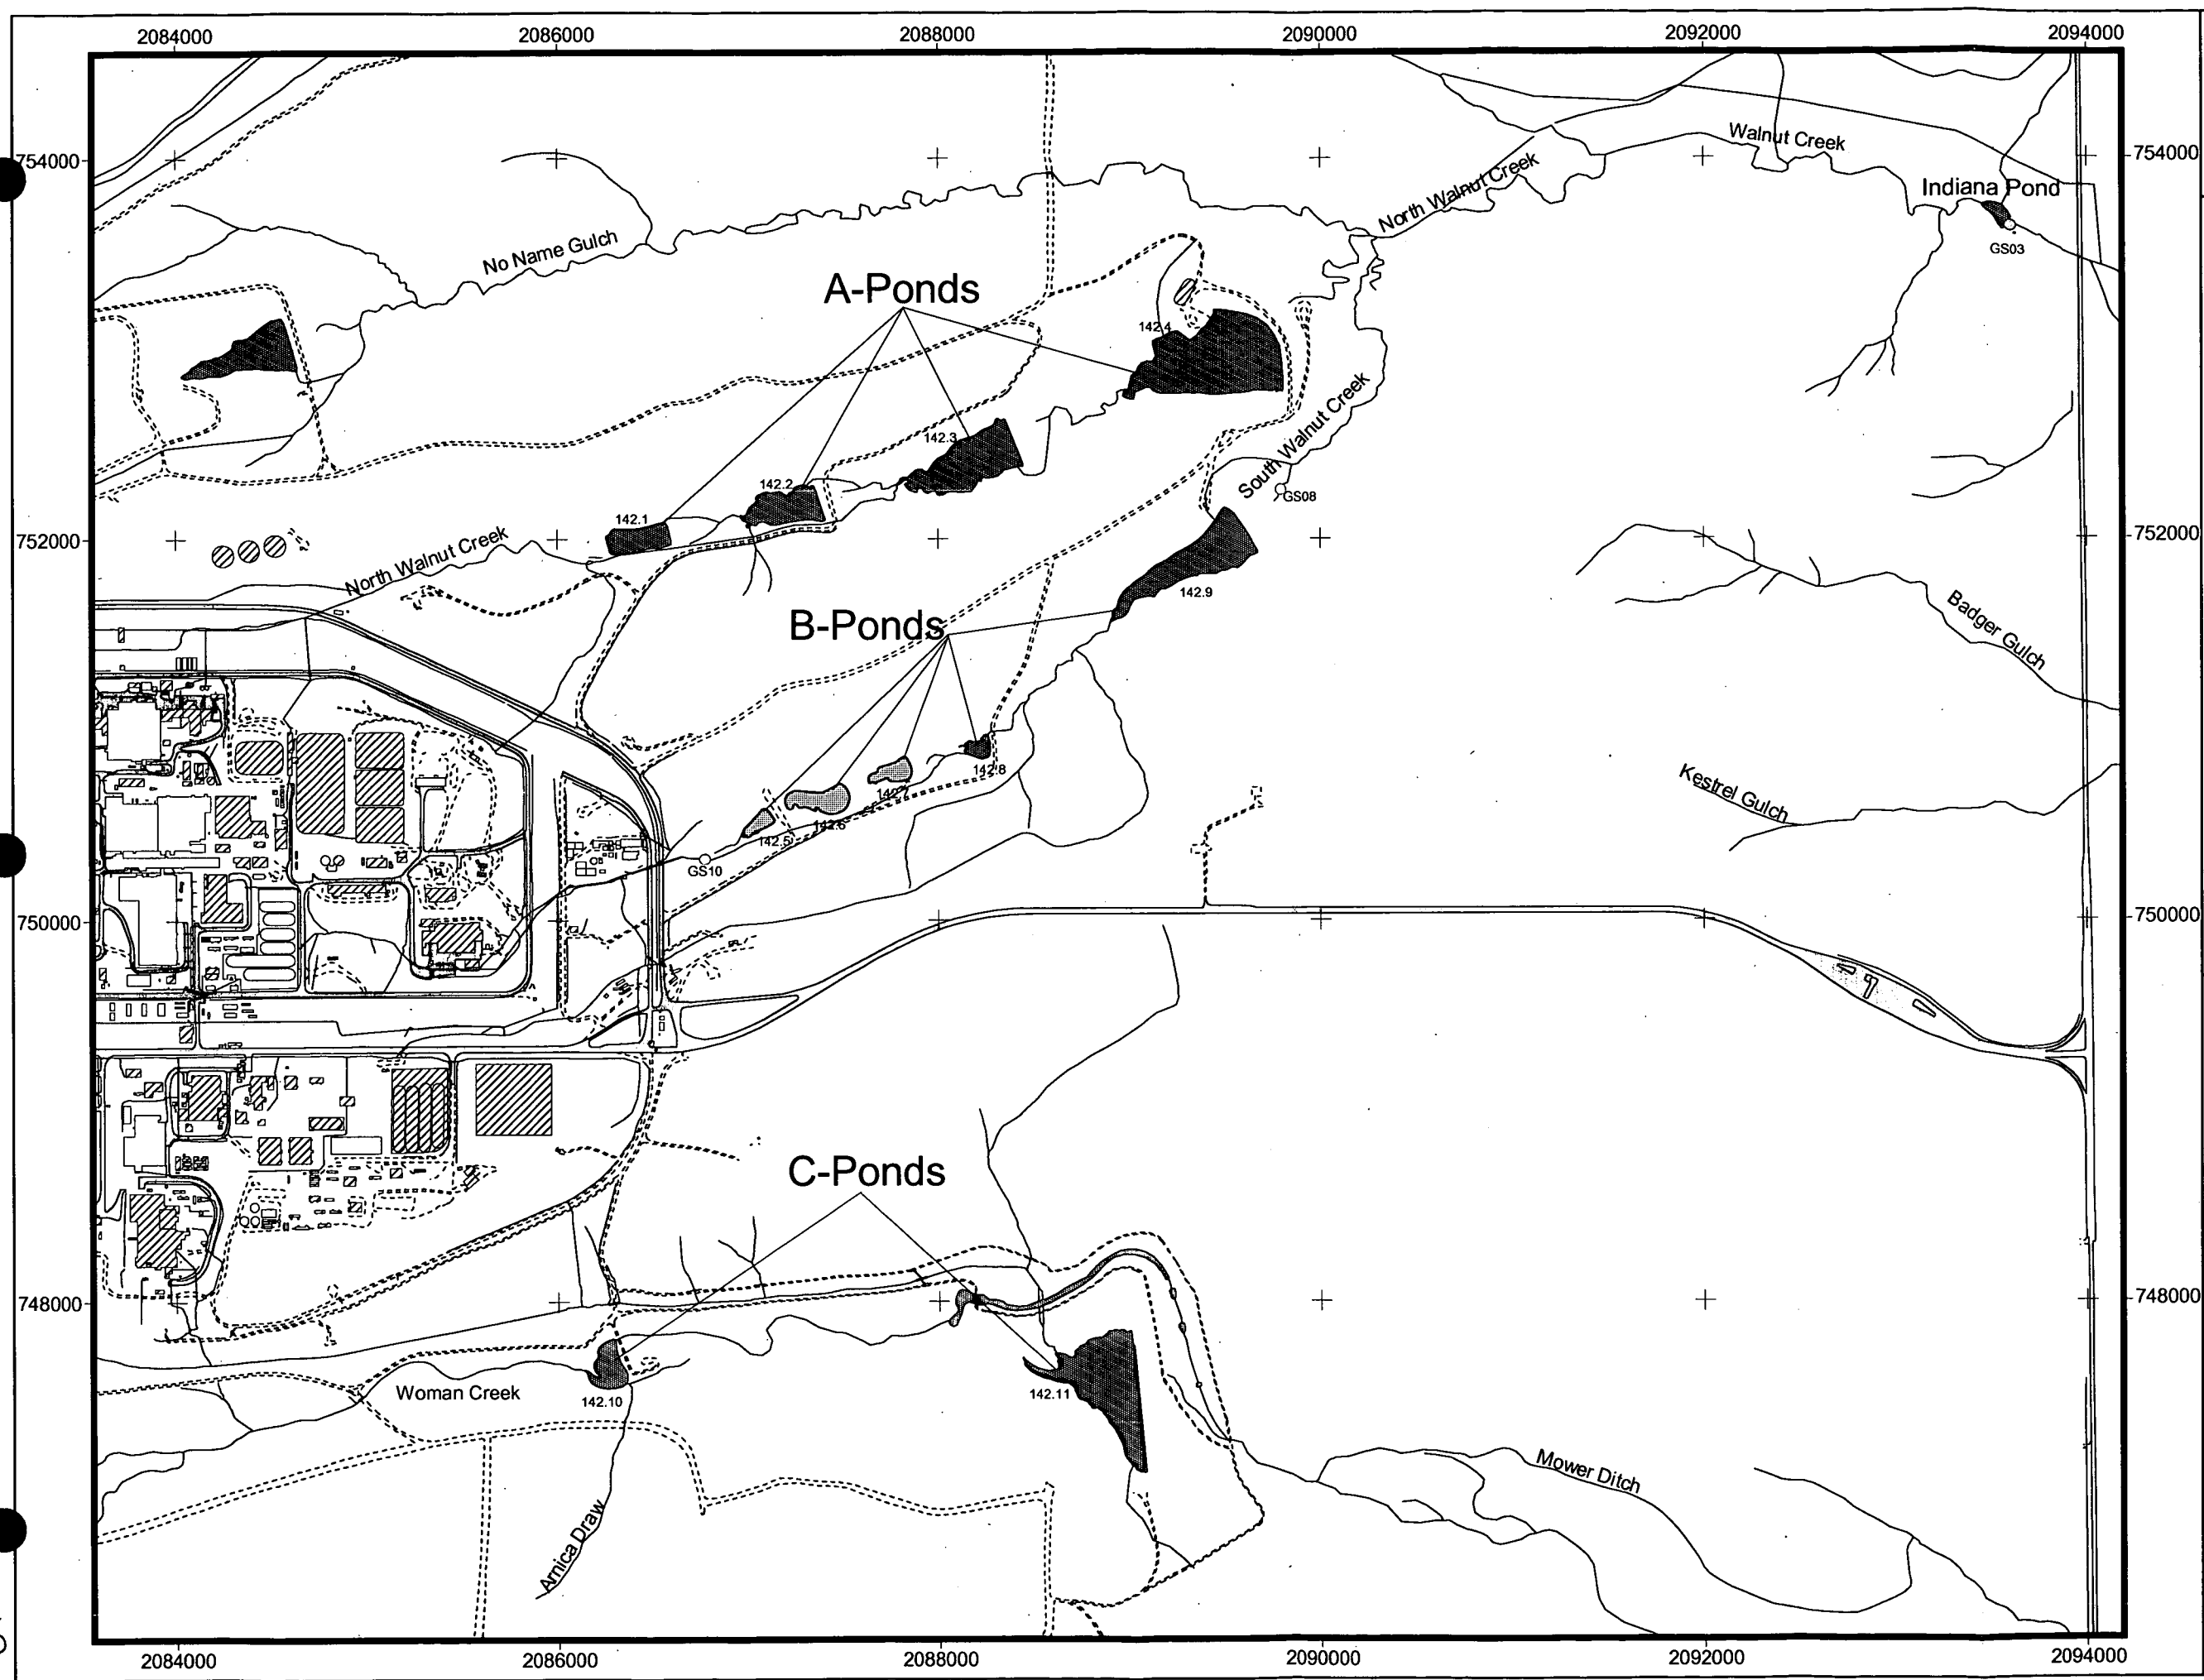 2084000
2086000
2088000
2090000
2092000
2094000
754000
754000
Walnut Creek
North Walnut Creek
Indiana Pond
GS03
No Name Gulch
A-Ponds
142.4
142.3
South Walnut Creek
142.2
GS08
142.1
752000
752000
North Walnut Creek
142.9
Badger Gulch
B-Ponds
142.8
Kestrel Gulch
142.7
142.6
142.5
GS10
750000
750000
C-Ponds
748000
748000
Woman Creek
142.10
142.11
Mower Ditch
Arnica Draw
2084000
2086000
2088000
2090000
2092000
2094000